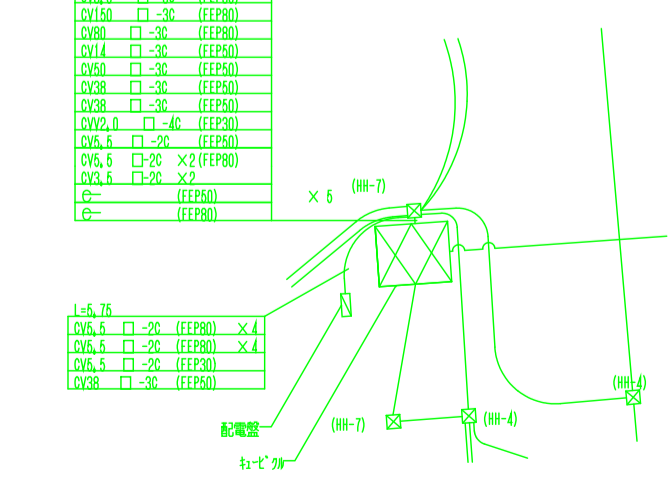 CV150 □ -3C (FEP80)
CV80 □ -3C (FEP80)
CV14 □ -3C (FEP50)
CV50 □ -3C (FEP50)
CV38 □ -3C (FEP50)
CV38 □ -3C (FEP50)
CVV2.0 □ -4C (FEP30)
CV5.5 □ -2C (FEP50)
CV5.5 □-2C ×2(FEP80)
CV3.5 □-2C ×2
(FEP50)
(FEP80)
× 5
(HH-7)
L=5.75
CV5.5 □ -2C (FEP80) ×4
CV5.5 □ -2C (FEP80) ×4
CV5.5 □ -2C (FEP30)
CV38 □ -3C (FEP50)
(HH-4)
配電盤
(HH-7)
(HH-4)
キュービクル